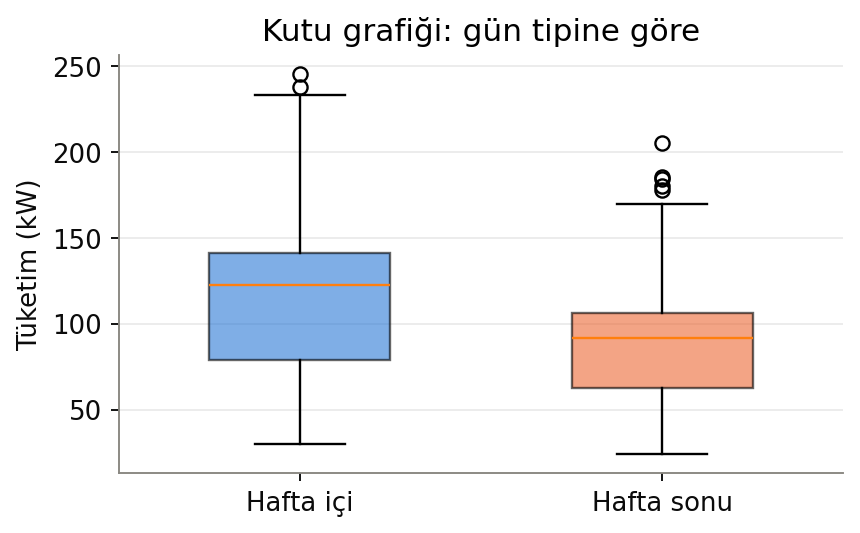 Kutu grafiği: gün tipine göre
Tüketim (kW)
250
200
150
100
50
Hafta içi
Hafta sonu